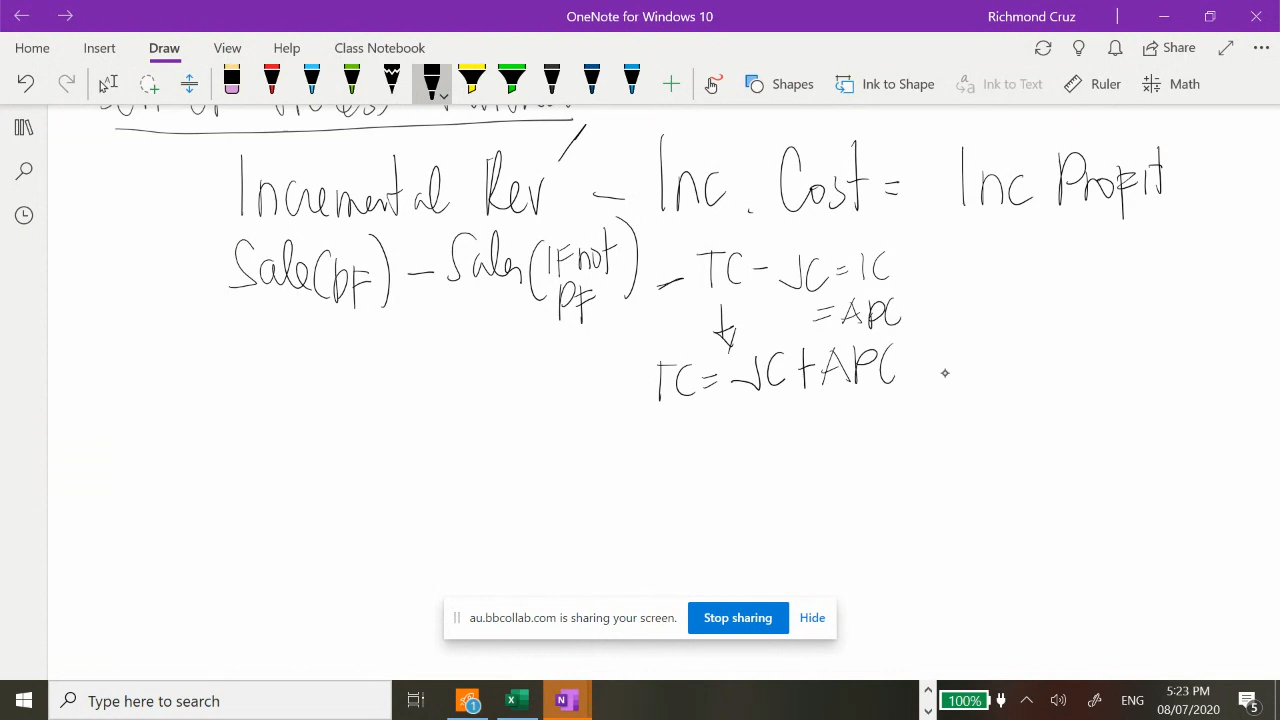 OneNote for Windows 10
Richmond Cruz
Home Insert Draw View Help Class Notebook
Share
Shapes Ink to Shape Ink to Text Ruler Math
Incremental Rev - Inc. Cost = Inc Profit
Sale(PF) - Sales(IF not PF) - TC - JC = IC
= APC
TC = JC + APC
au.bbcollab.com is sharing your screen. Stop sharing Hide
Type here to search
1
100%
ENG
5:23 PM
08/07/2020
5